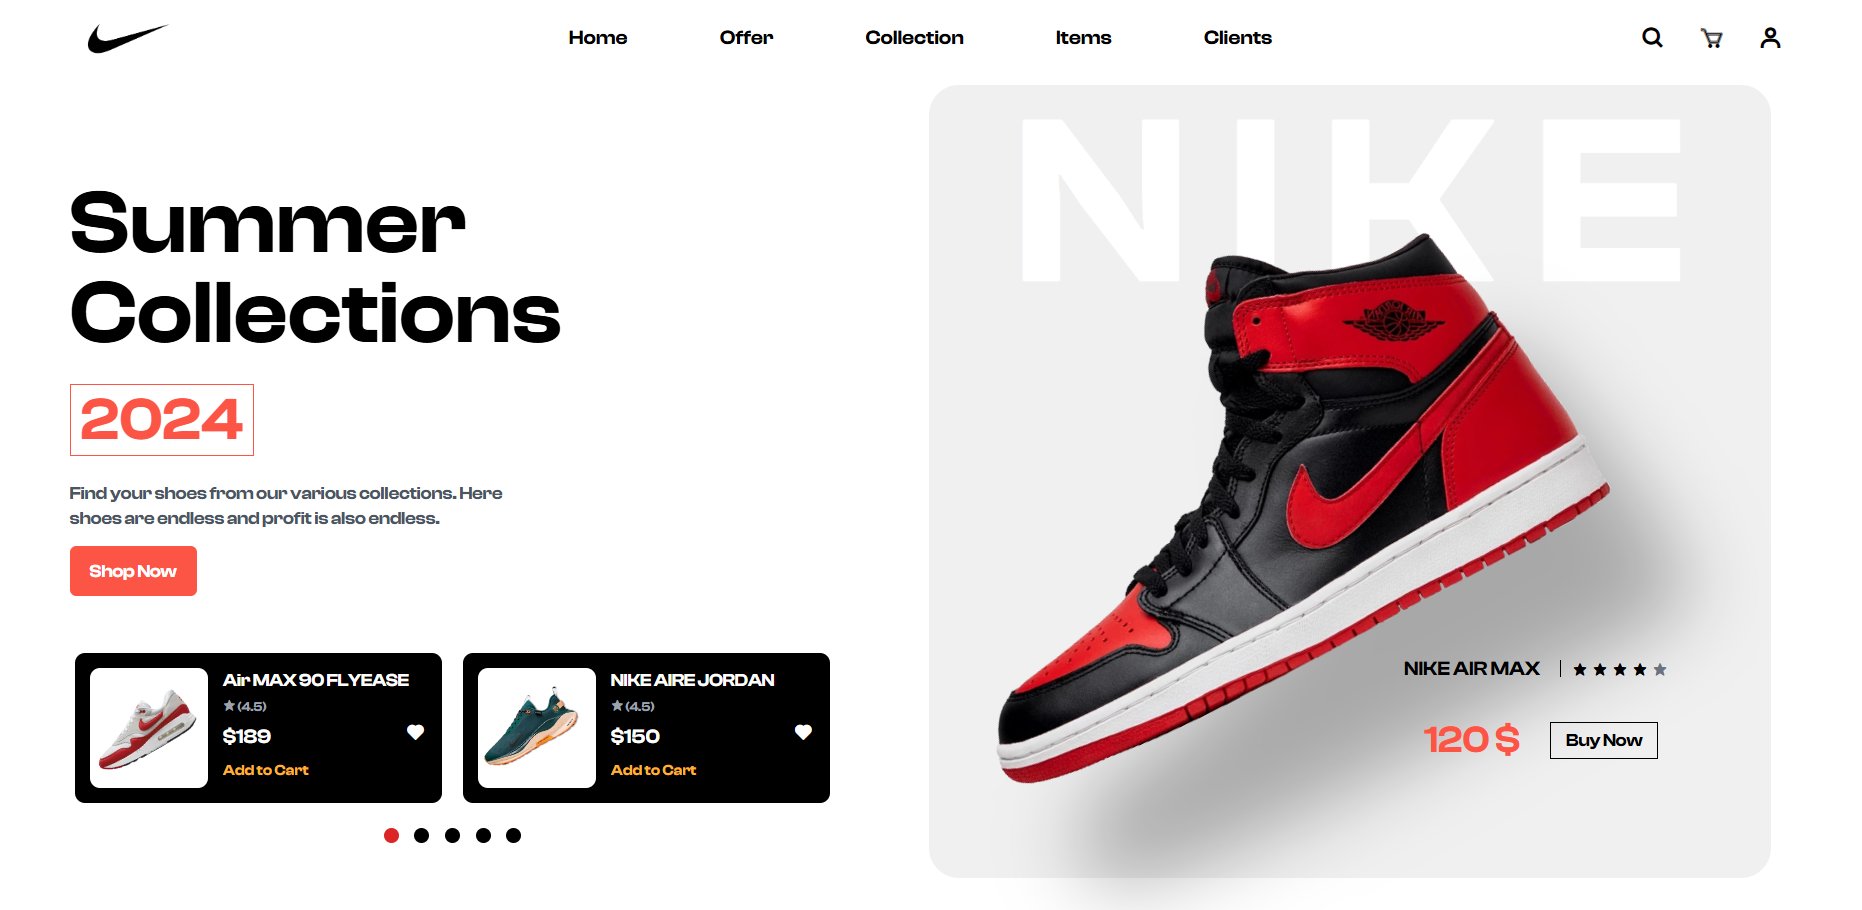 Home Offer Collection Items Clients
NIKE
Summer
Collections
2024
Find your shoes from our various collections. Here
shoes are endless and profit is also endless.
Shop Now
Air MAX 90 FLYEASE
(4.5)
$189
Add to Cart
NIKE AIRE JORDAN
(4.5)
$150
Add to Cart
NIKE AIR MAX
120 $
Buy Now